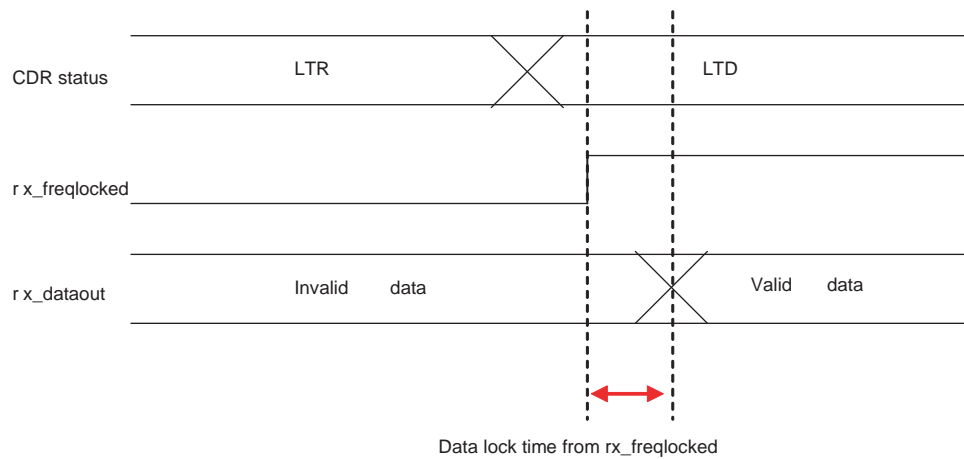 CDR status
LTR
LTD
r x_freqlocked
r x_dataout
Invalid data
Valid data
Data lock time from rx_freqlocked